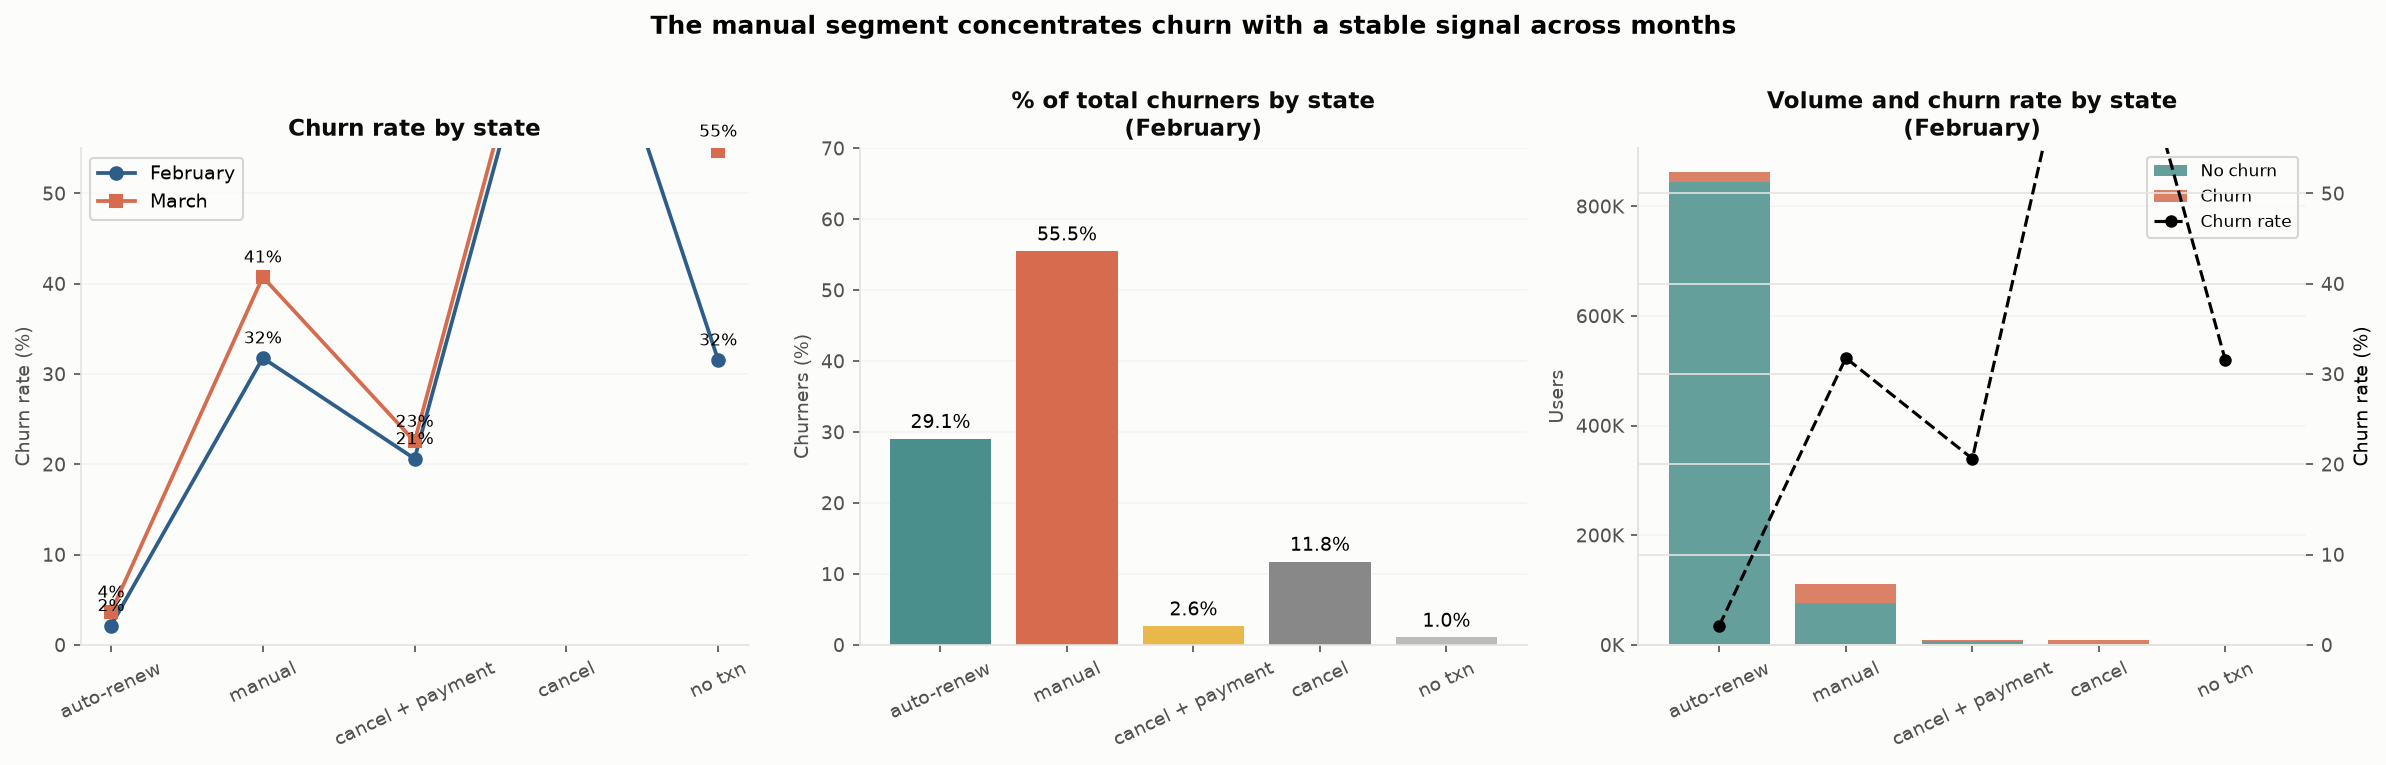 The manual segment concentrates churn with a stable signal across months
Churn rate by state
February
March
Churn rate (%)
50
40
30
20
10
0
4%
2%
41%
32%
23%
21%
55%
32%
auto-renew
manual
cancel + payment
cancel
no txn
% of total churners by state
(February)
Churners (%)
70
60
50
40
30
20
10
0
29.1%
55.5%
2.6%
11.8%
1.0%
auto-renew
manual
cancel + payment
cancel
no txn
Volume and churn rate by state
(February)
No churn
Churn
Churn rate
Users
800K
600K
400K
200K
0K
50
40
30
20
10
0
Churn rate (%)
auto-renew
manual
cancel + payment
cancel
no txn